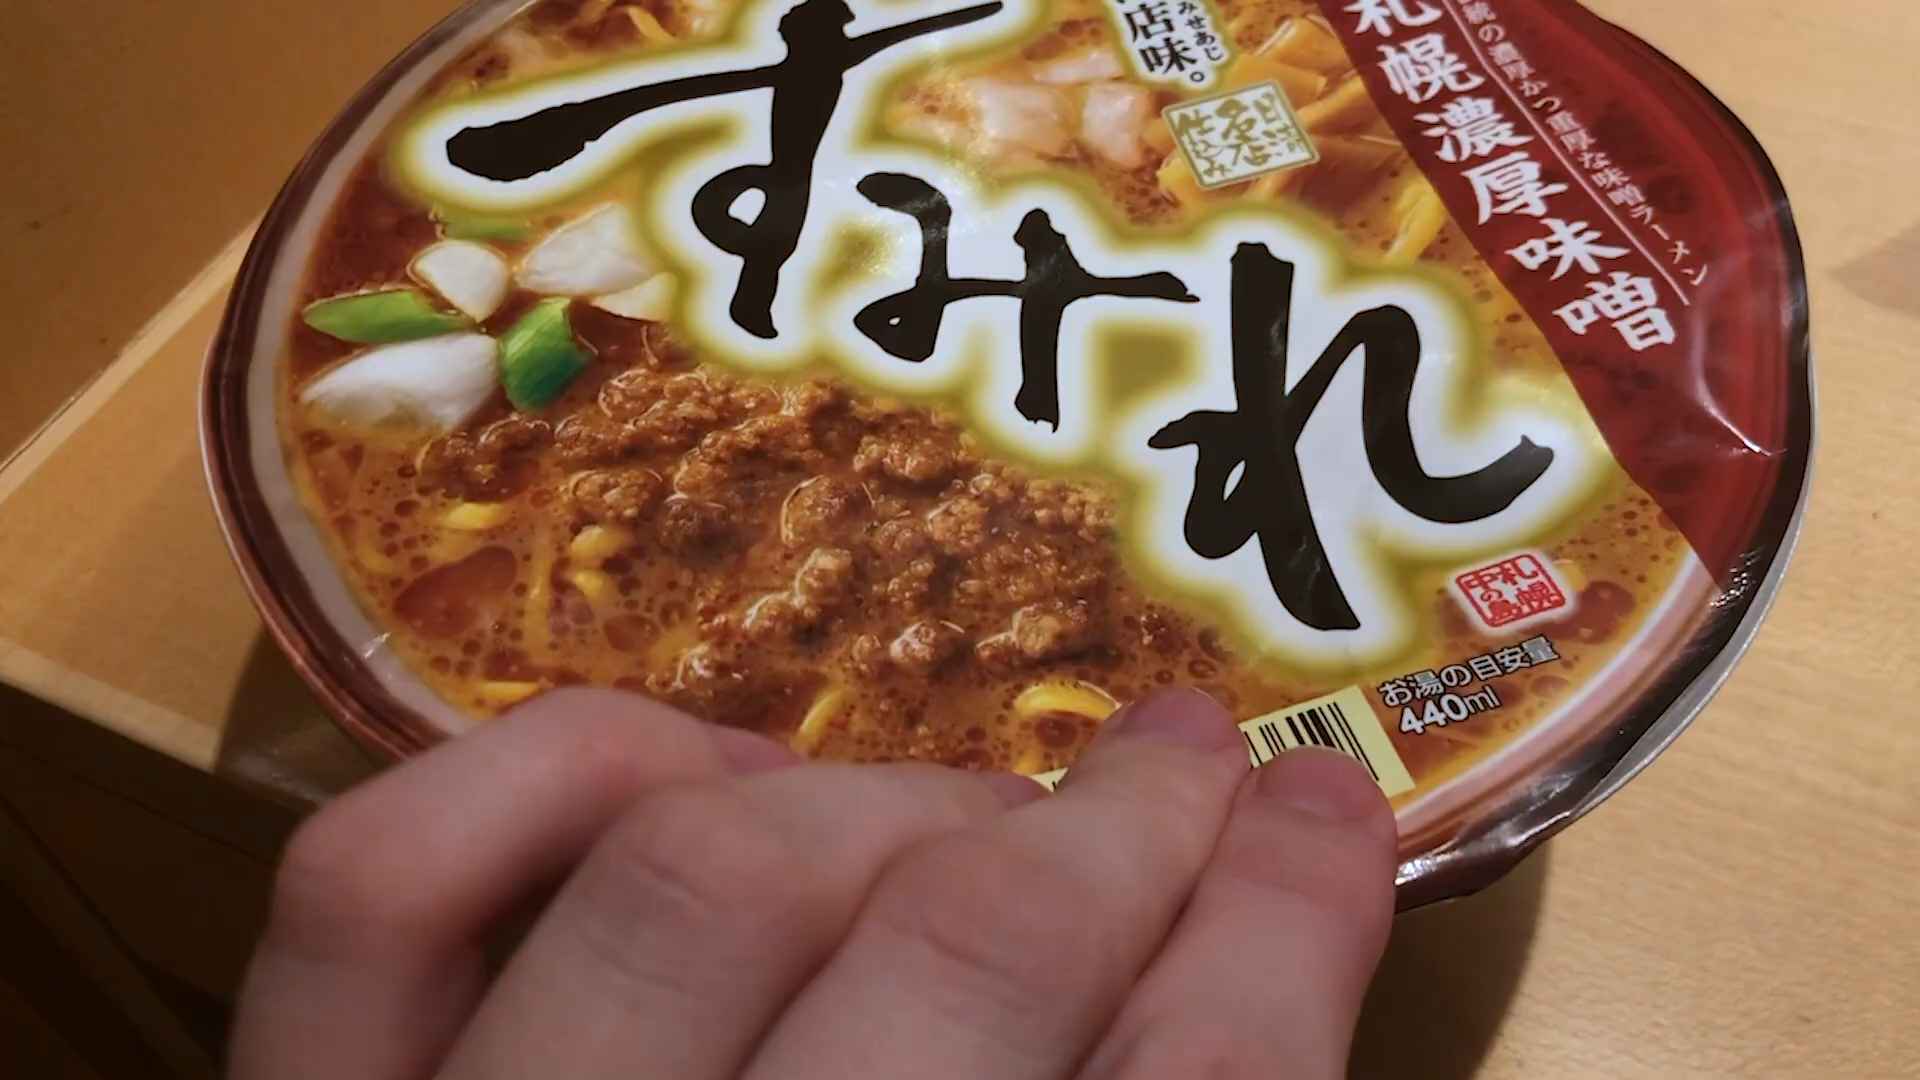 店味。
みせあじ
日清
名店
仕込み
すみれ
札幌濃厚味噌
統の濃厚かつ重厚な味噌ラーメン
札幌
中の島
お湯の目安量
440ml